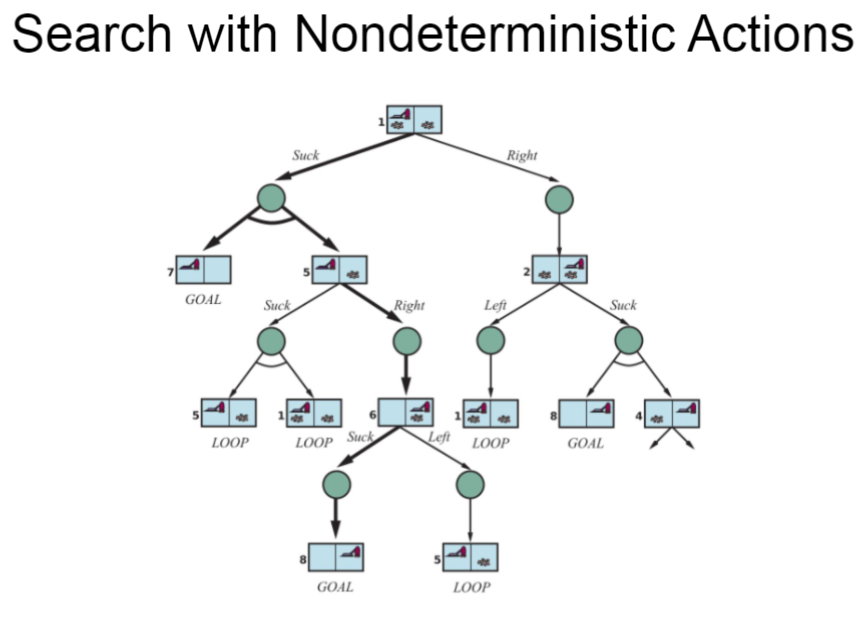 Search with Nondeterministic Actions
1
Suck
Right
7
5
2
GOAL
Suck
Right
Left
Suck
5
1
6
1
8
4
LOOP
LOOP
Suck
Left
LOOP
GOAL
8
5
GOAL
LOOP